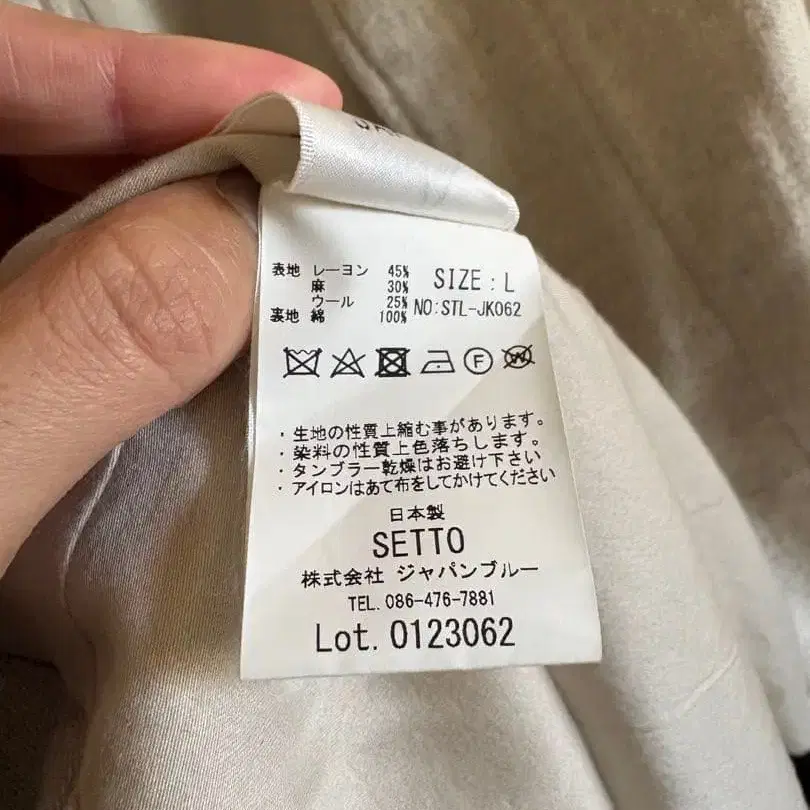 表地 レーヨン 45% SIZE : L
麻 30%
ウール 25% NO:STL-JK062
裏地 綿 100%
F W
・生地の性質上縮む事があります。
・染料の性質上色落ちします。
・タンブラー乾燥はお避け下さい
・アイロンはあて布をしてかけてください
日本製
SETTO
株式会社 ジャパンブルー
TEL. 086-476-7881
Lot. 0123062